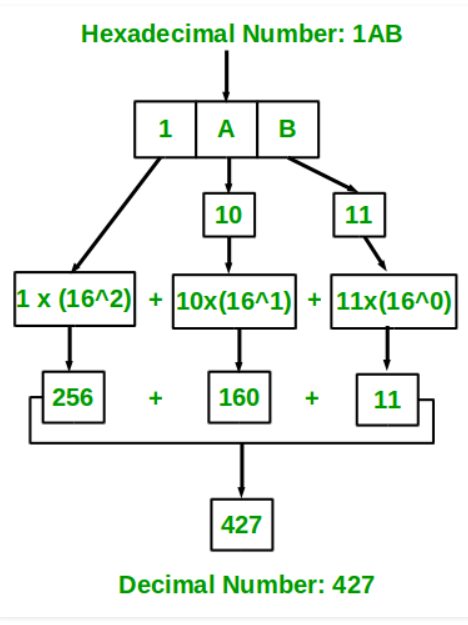 Hexadecimal Number: 1AB
1 A B
10 11
1 x (16^2) + 10x(16^1) + 11x(16^0)
256 + 160 + 11
427
Decimal Number: 427